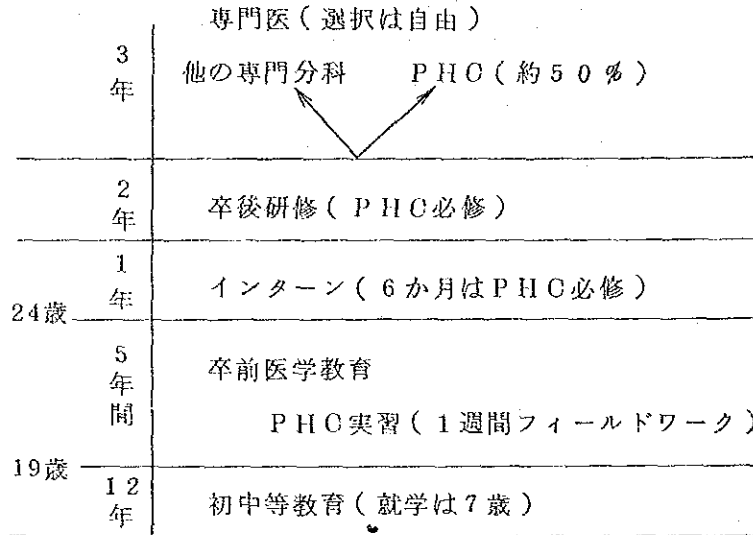 専門医(選択は自由)
3年 他の専門分科 PHC(約50%)
2年 卒後研修(PHC必修)
1年 インターン(6か月はPHC必修)
24歳
5年間 卒前医学教育
PHC実習(1週間フィールドワーク)
19歳
12年 初中等教育(就学は7歳)